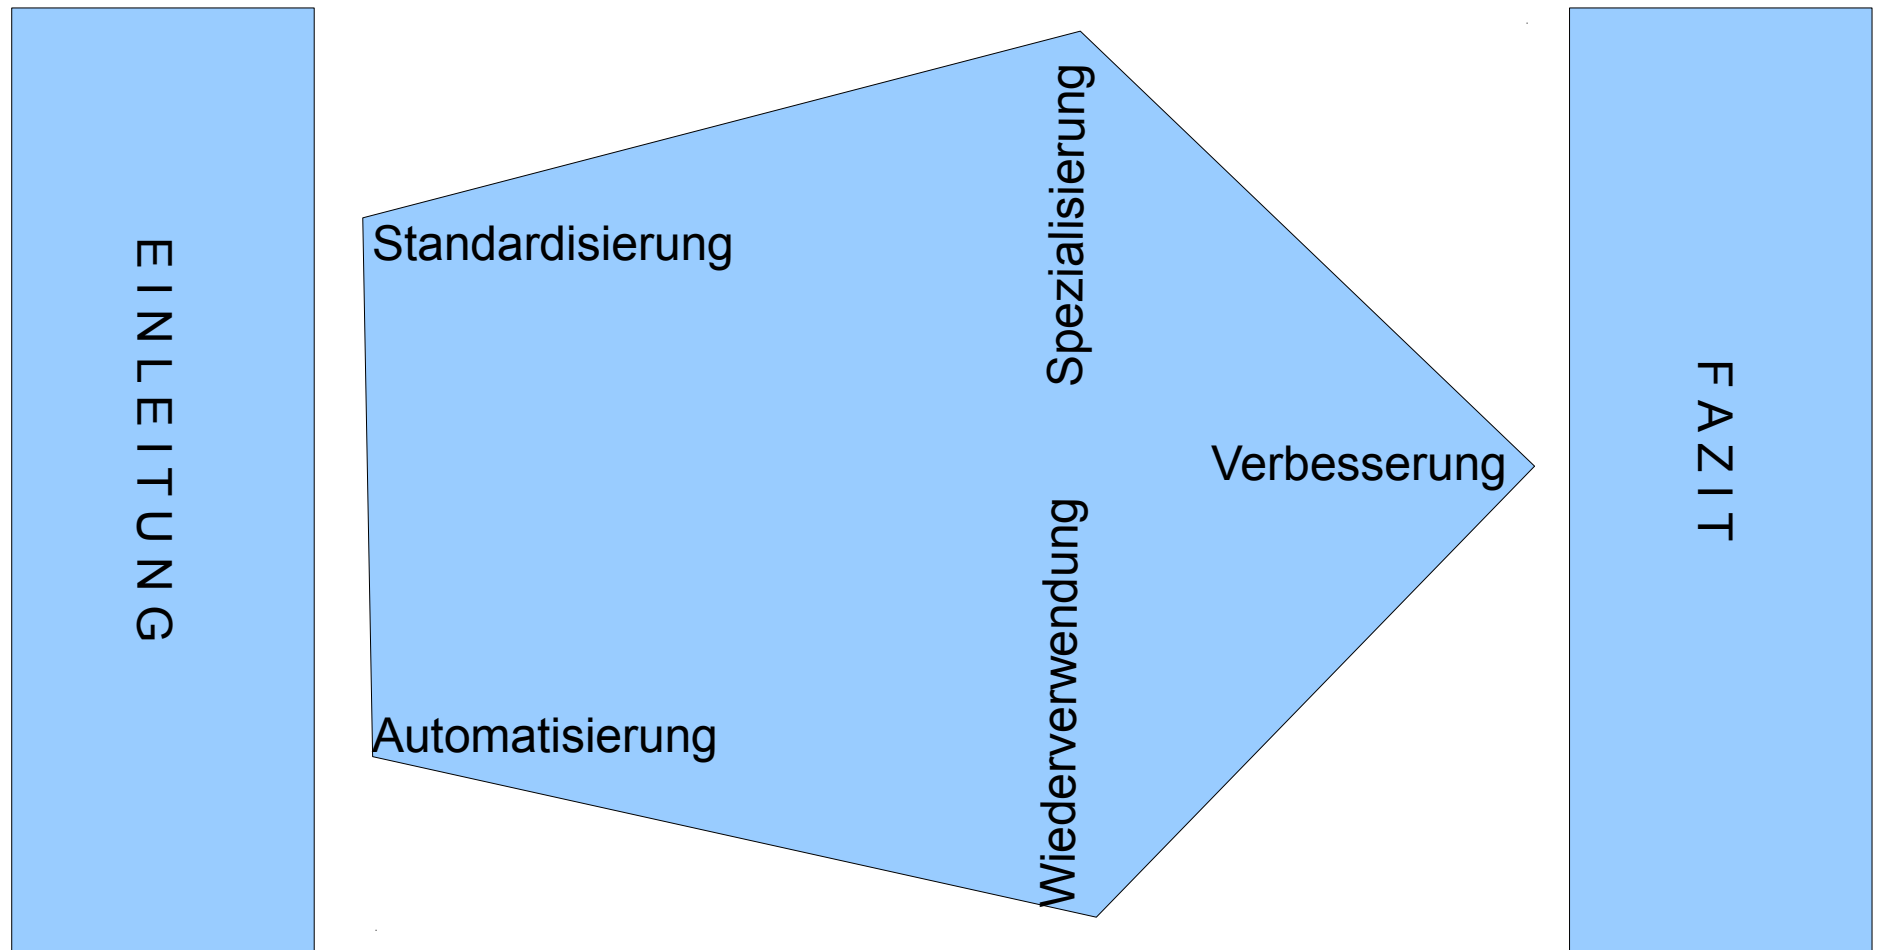 EINLEITUNG
Standardisierung
Automatisierung
Spezialisierung
Wiederverwendung
Verbesserung
FAZIT